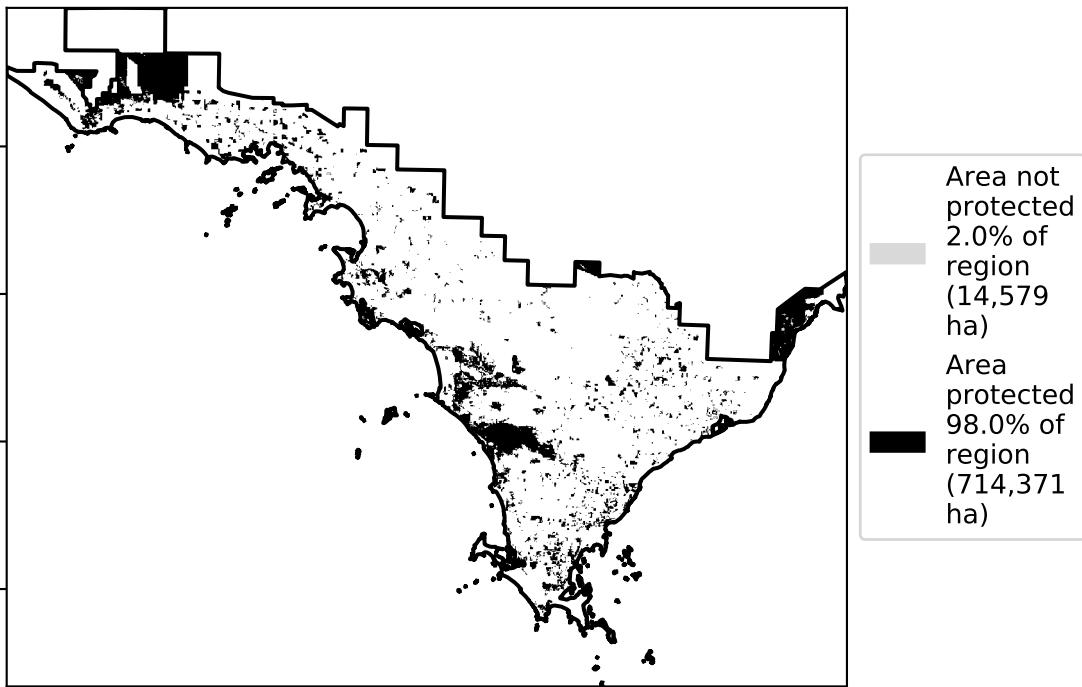 Area not
protected
2.0% of
region
(14,579
ha)
Area
protected
98.0% of
region
(714,371
ha)